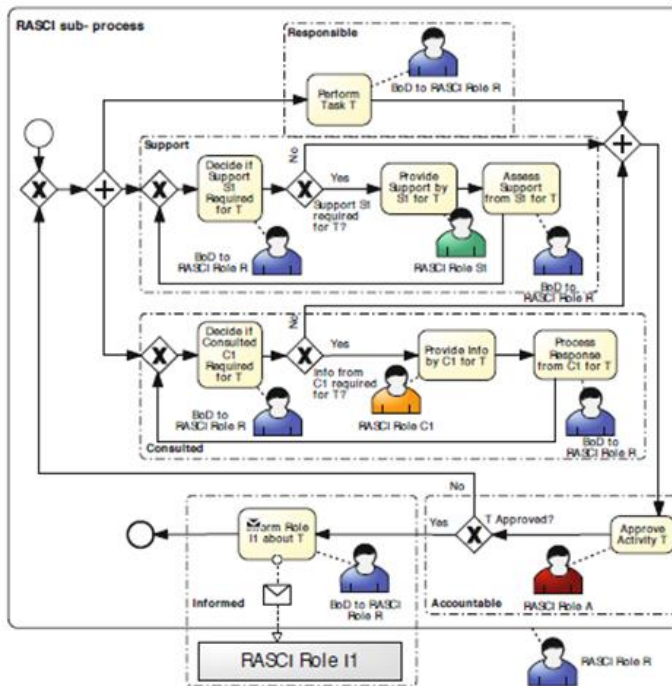 RASCI sub- process
Responsible
Perform
Task T
BoD to RASCI Role R
Support
Decide if
Support
S1
Required
for T
No
Yes
Support S1
required
for T?
Provide
Support by
S1 for T
Assess
Support
from S1 for T
BoD to
RASCI Role R
RASCI Role S1
BoD to
RASCI Role R
Decide if
Consulted
C1
Required
for T
No
Yes
Info from
C1 required
for T?
Provide Info
by C1 for T
Process
Response
from C1 for T
BoD to
RASCI Role R
RASCI Role C1
BoD to
RASCI Role R
Consulted
No
Inform Role
I1 about T
Yes
T Approved?
Approve
Activity T
Informed
BoD to RASCI
Role R
RASCI Role A
Accountable
RASCI Role I1
RASCI Role R